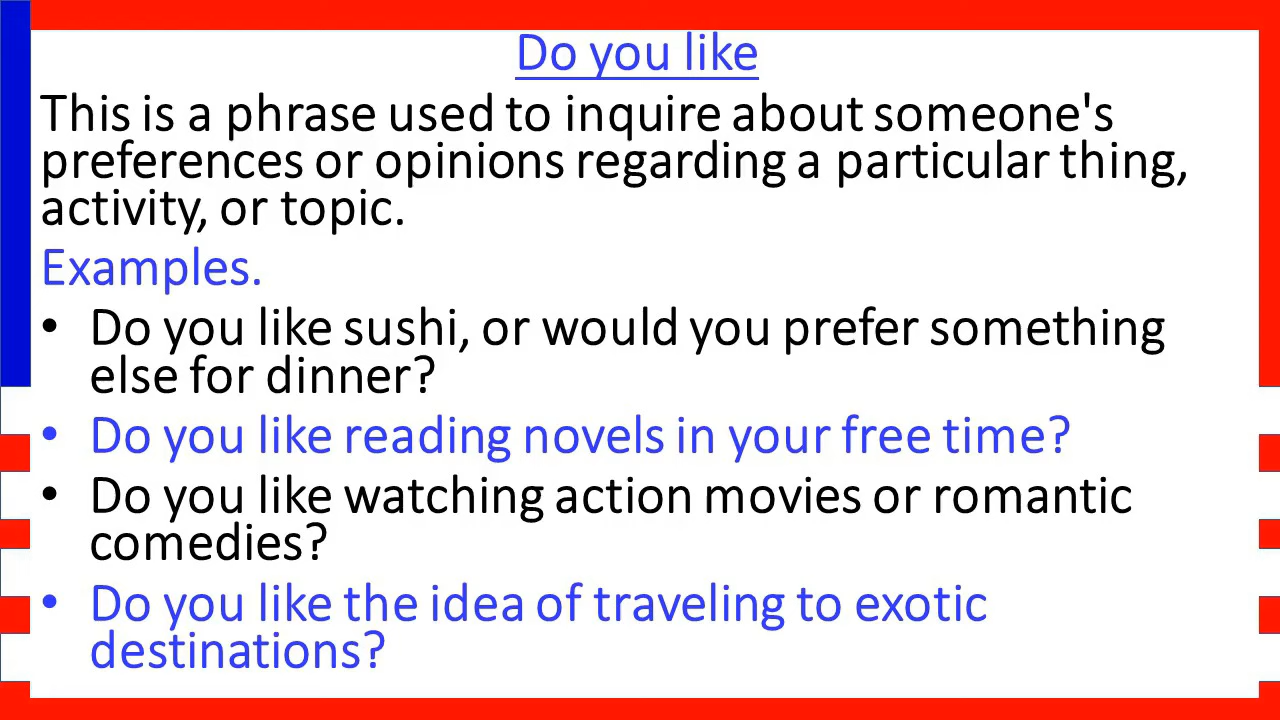 Do you like
This is a phrase used to inquire about someone's
preferences or opinions regarding a particular thing,
activity, or topic.
Examples.
• Do you like sushi, or would you prefer something
else for dinner?
• Do you like reading novels in your free time?
• Do you like watching action movies or romantic
comedies?
• Do you like the idea of traveling to exotic
destinations?